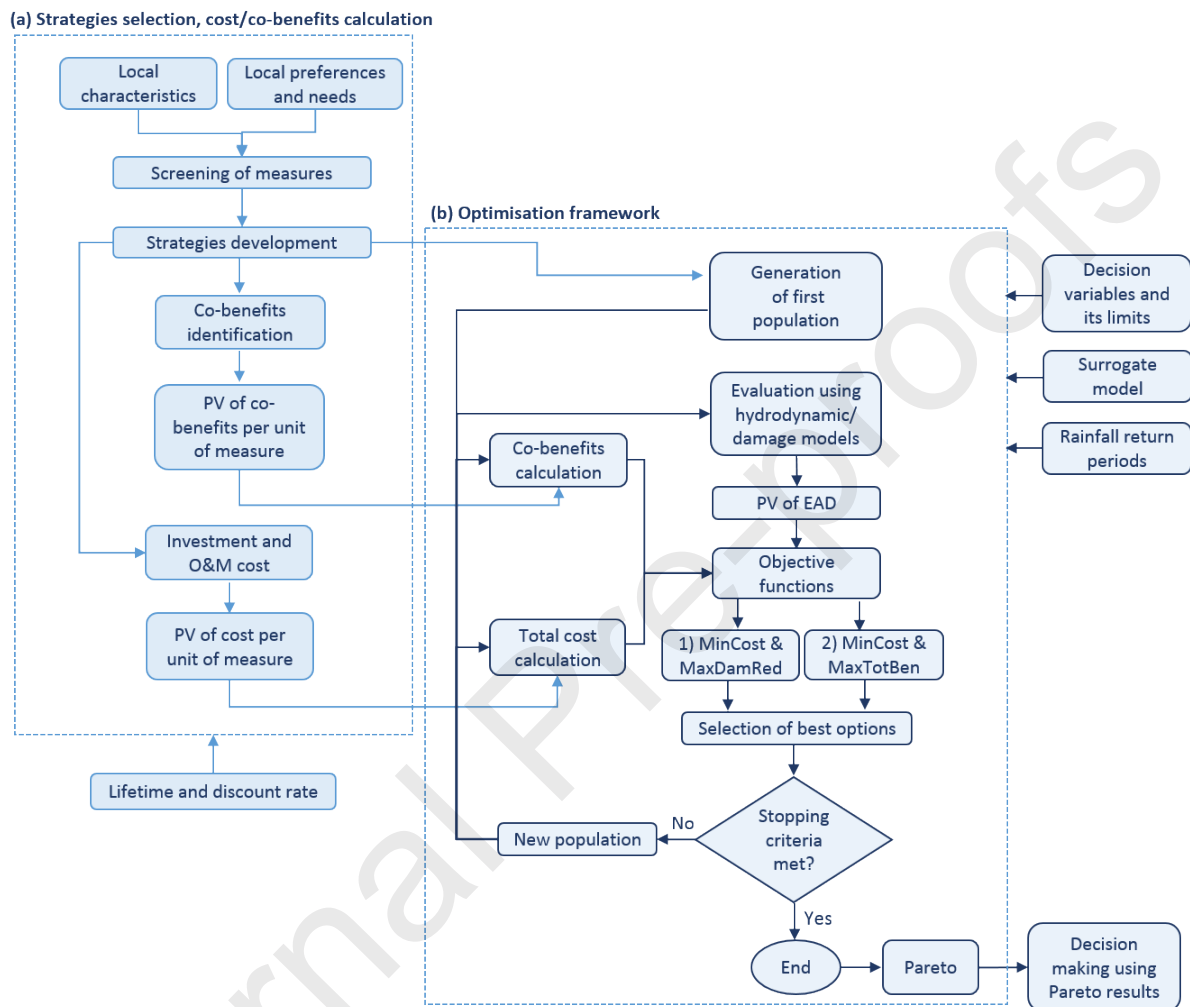 (a) Strategies selection, cost/co-benefits calculation
Local
characteristics
Local preferences
and needs
Screening of measures
Strategies development
Co-benefits
identification
PV of co-
benefits per unit
of measure
Investment and
O&M cost
PV of cost per
unit of measure
Lifetime and discount rate
(b) Optimisation framework
Generation
of first
population
Evaluation using
hydrodynamic/
damage models
Co-benefits
calculation
PV of EAD
Objective
functions
Total cost
calculation
1) MinCost &
MaxDamRed
2) MinCost &
MaxTotBen
Selection of best options
Stopping
criteria
met?
No
New population
Yes
End
Pareto
Decision
variables and
its limits
Surrogate
model
Rainfall return
periods
Decision
making using
Pareto results
rnal Pre-proofs